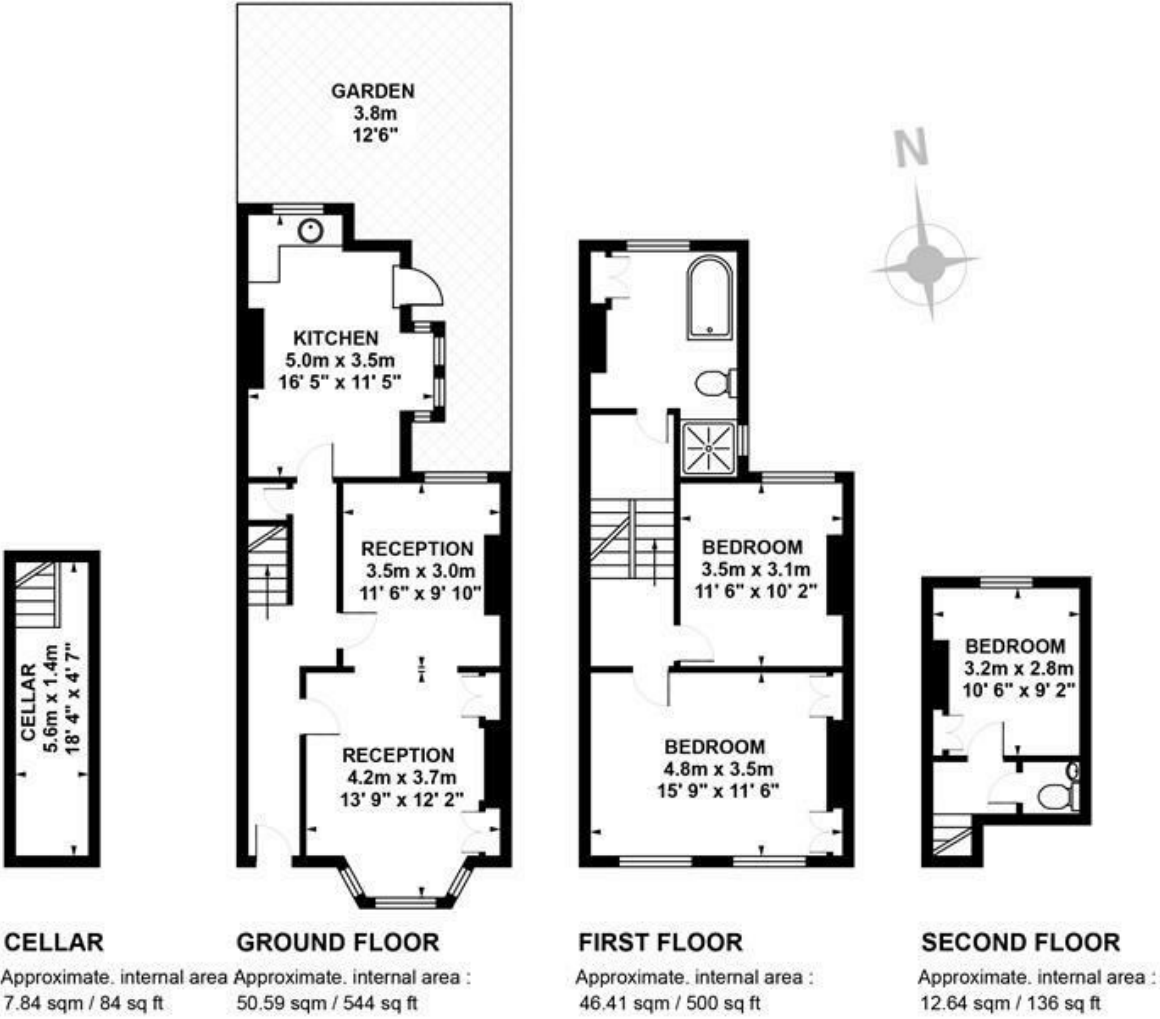 GARDEN
3.8m
12'6"
N
KITCHEN
5.0m x 3.5m
16' 5" x 11' 5"
RECEPTION
3.5m x 3.0m
11' 6" x 9' 10"
RECEPTION
4.2m x 3.7m
13' 9" x 12' 2"
CELLAR
5.6m x 1.4m
18' 4" x 4' 7"
BEDROOM
3.5m x 3.1m
11' 6" x 10' 2"
BEDROOM
4.8m x 3.5m
15' 9" x 11' 6"
BEDROOM
3.2m x 2.8m
10' 6" x 9' 2"
CELLAR
Approximate. internal area
7.84 sqm / 84 sq ft
GROUND FLOOR
Approximate. internal area :
50.59 sqm / 544 sq ft
FIRST FLOOR
Approximate. internal area :
46.41 sqm / 500 sq ft
SECOND FLOOR
Approximate. internal area :
12.64 sqm / 136 sq ft